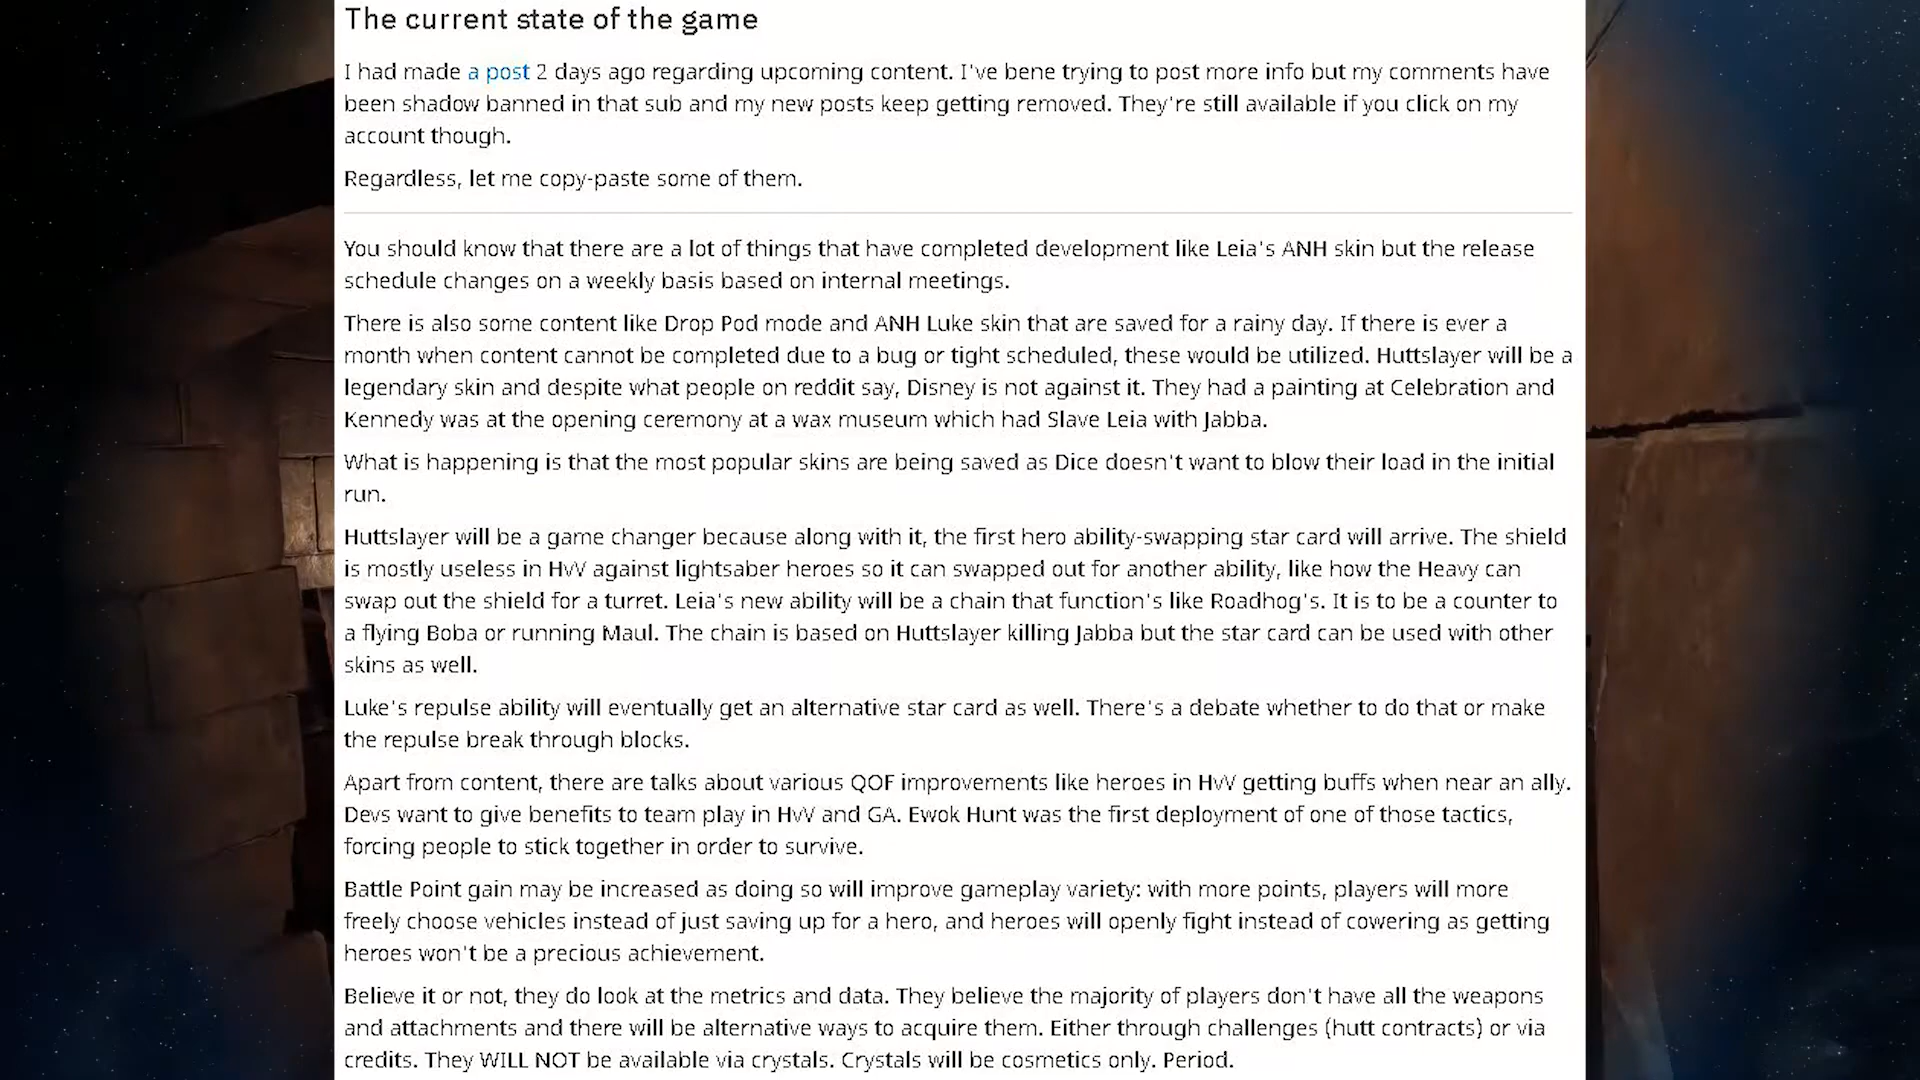 The current state of the game
I had made a post 2 days ago regarding upcoming content. I've bene trying to post more info but my comments have
been shadow banned in that sub and my new posts keep getting removed. They're still available if you click on my
account though.
Regardless, let me copy-paste some of them.
You should know that there are a lot of things that have completed development like Leia's ANH skin but the release
schedule changes on a weekly basis based on internal meetings.
There is also some content like Drop Pod mode and ANH Luke skin that are saved for a rainy day. If there is ever a
month when content cannot be completed due to a bug or tight scheduled, these would be utilized. Huttslayer will be a
legendary skin and despite what people on reddit say, Disney is not against it. They had a painting at Celebration and
Kennedy was at the opening ceremony at a wax museum which had Slave Leia with Jabba.
What is happening is that the most popular skins are being saved as Dice doesn't want to blow their load in the initial
run.
Huttslayer will be a game changer because along with it, the first hero ability-swapping star card will arrive. The shield
is mostly useless in HvV against lightsaber heroes so it can swapped out for another ability, like how the Heavy can
swap out the shield for a turret. Leia's new ability will be a chain that function's like Roadhog's. It is to be a counter to
a flying Boba or running Maul. The chain is based on Huttslayer killing Jabba but the star card can be used with other
skins as well.
Luke's repulse ability will eventually get an alternative star card as well. There's a debate whether to do that or make
the repulse break through blocks.
Apart from content, there are talks about various QOF improvements like heroes in HvV getting buffs when near an ally.
Devs want to give benefits to team play in HvV and GA. Ewok Hunt was the first deployment of one of those tactics,
forcing people to stick together in order to survive.
Battle Point gain may be increased as doing so will improve gameplay variety: with more points, players will more
freely choose vehicles instead of just saving up for a hero, and heroes will openly fight instead of cowering as getting
heroes won't be a precious achievement.
Believe it or not, they do look at the metrics and data. They believe the majority of players don't have all the weapons
and attachments and there will be alternative ways to acquire them. Either through challenges (hutt contracts) or via
credits. They WILL NOT be available via crystals. Crystals will be cosmetics only. Period.